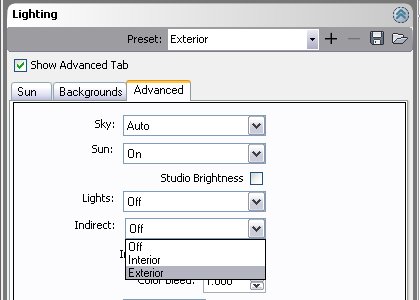 Lighting
Preset: Exterior
Show Advanced Tab
Sun Backgrounds Advanced
Sky: Auto
Sun: On
Studio Brightness
Lights: Off
Indirect: Off
Off
Interior
Exterior
Color Bleed: 1.000